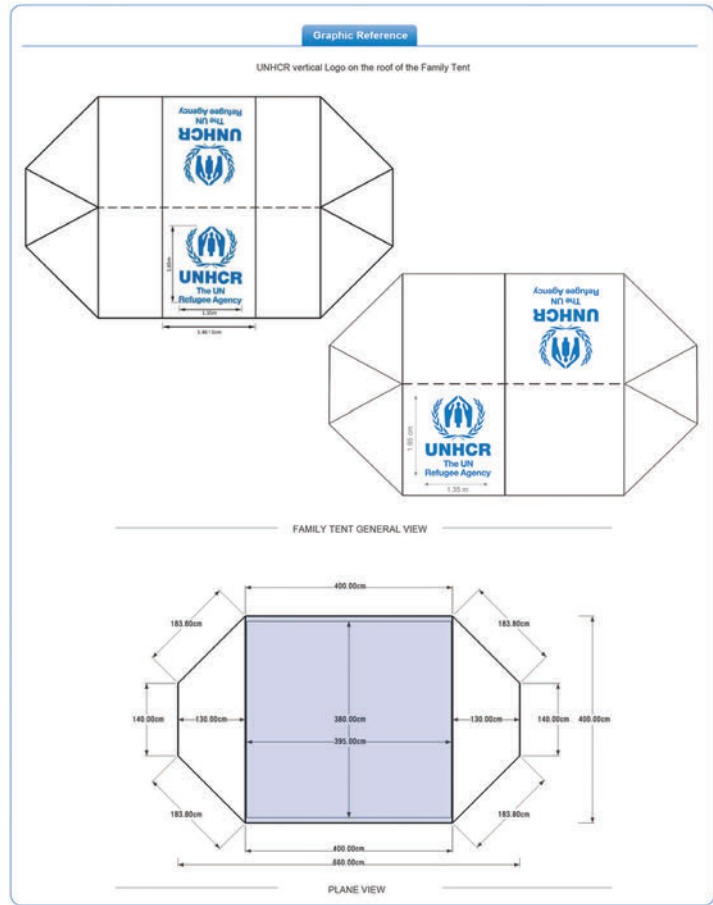 Graphic Reference
UNHCR vertical Logo on the roof of the Family Tent
Refugee Agency
The UN
UNHCR
UNHCR
The UN
Refugee Agency
1.35m
Refugee Agency
The UN
UNHCR
1.65 cm
UNHCR
The UN
Refugee Agency
1.35 m
FAMILY TENT GENERAL VIEW
400.00cm
183.80cm
183.80cm
140.00cm
130.00cm
380.00cm
395.00cm
130.00cm
140.00cm
400.00cm
183.80cm
183.80cm
400.00cm
660.00cm
PLANE VIEW